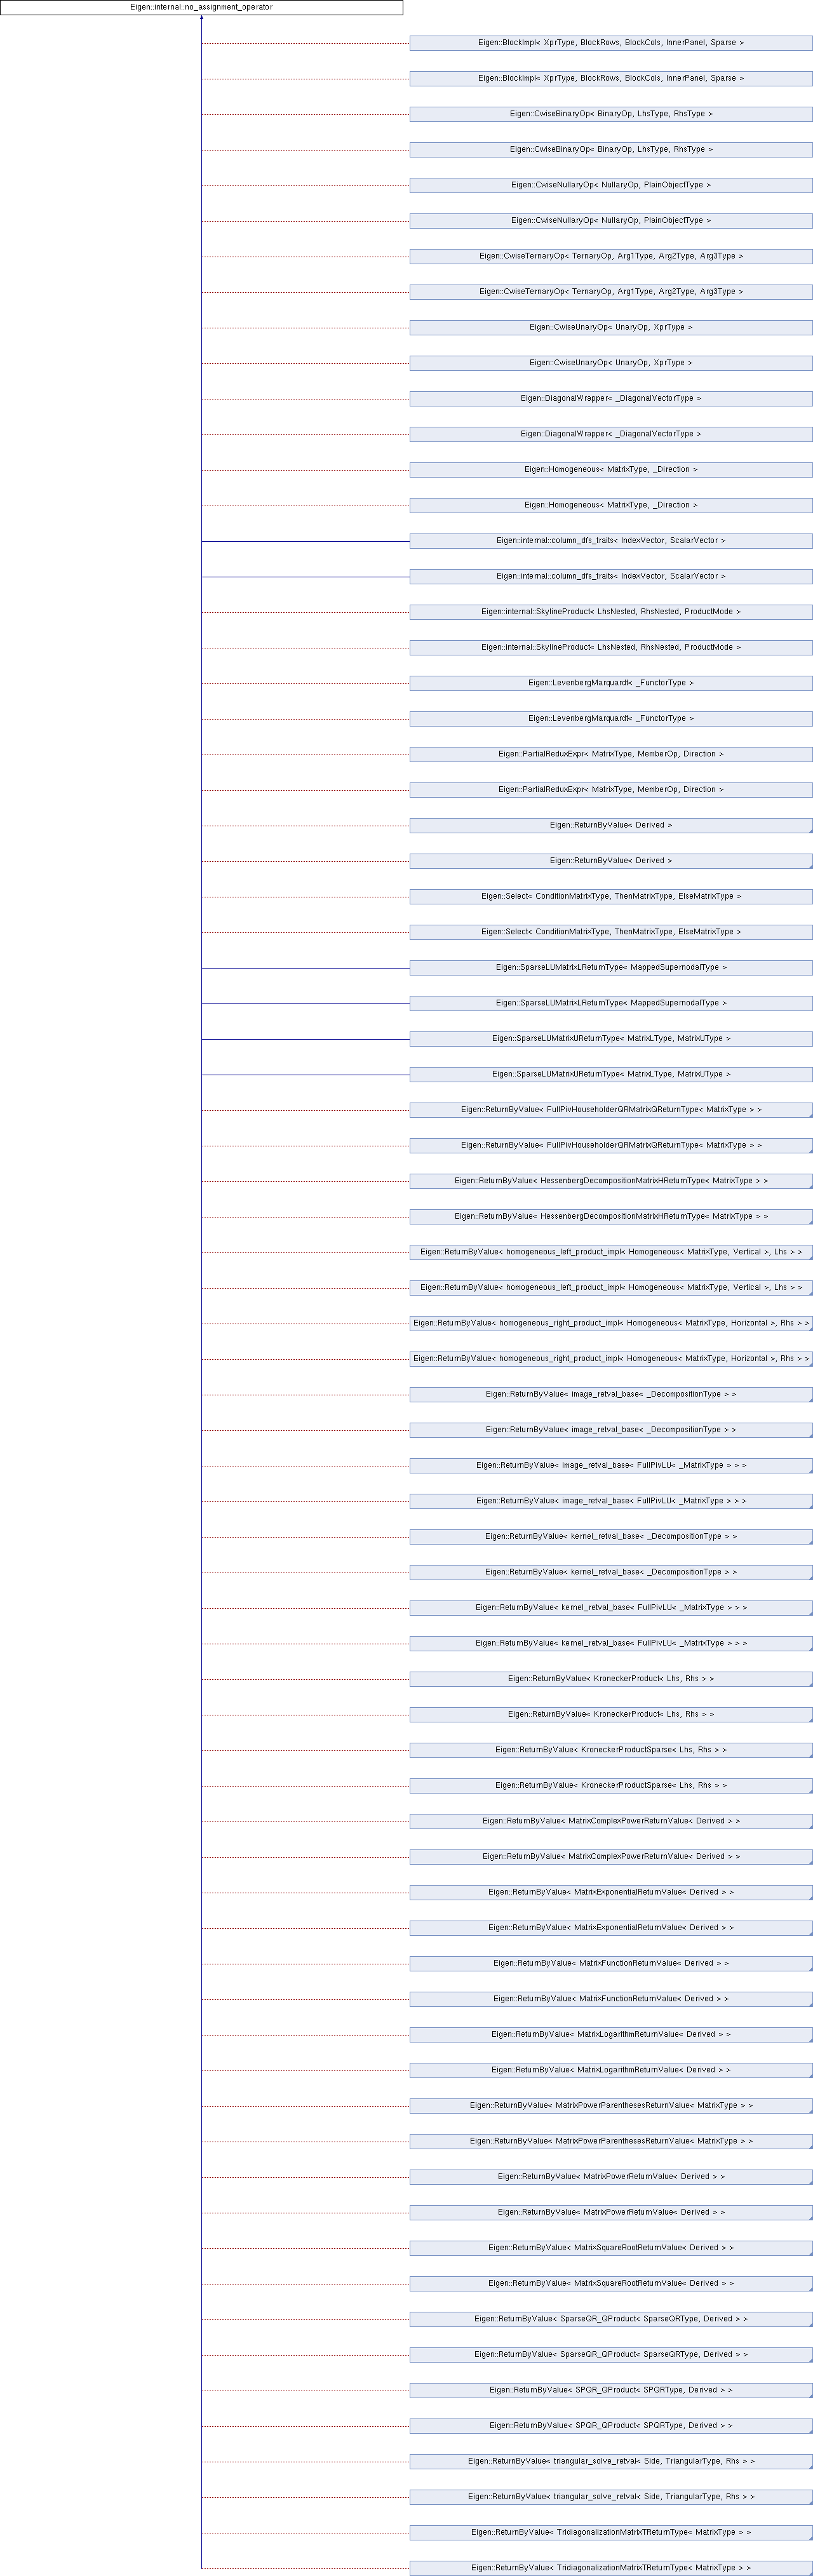 Eigen::internal::no_assignment_operator
Eigen::BlockImpl< XprType, BlockRows, BlockCols, InnerPanel, Sparse >
Eigen::BlockImpl< XprType, BlockRows, BlockCols, InnerPanel, Sparse >
Eigen::CwiseBinaryOp< BinaryOp, LhsType, RhsType >
Eigen::CwiseBinaryOp< BinaryOp, LhsType, RhsType >
Eigen::CwiseNullaryOp< NullaryOp, PlainObjectType >
Eigen::CwiseNullaryOp< NullaryOp, PlainObjectType >
Eigen::CwiseTernaryOp< TernaryOp, Arg1Type, Arg2Type, Arg3Type >
Eigen::CwiseTernaryOp< TernaryOp, Arg1Type, Arg2Type, Arg3Type >
Eigen::CwiseUnaryOp< UnaryOp, XprType >
Eigen::CwiseUnaryOp< UnaryOp, XprType >
Eigen::DiagonalWrapper< _DiagonalVectorType >
Eigen::DiagonalWrapper< _DiagonalVectorType >
Eigen::Homogeneous< MatrixType, _Direction >
Eigen::Homogeneous< MatrixType, _Direction >
Eigen::internal::column_dfs_traits< IndexVector, ScalarVector >
Eigen::internal::column_dfs_traits< IndexVector, ScalarVector >
Eigen::internal::SkylineProduct< LhsNested, RhsNested, ProductMode >
Eigen::internal::SkylineProduct< LhsNested, RhsNested, ProductMode >
Eigen::LevenbergMarquardt< _FunctorType >
Eigen::LevenbergMarquardt< _FunctorType >
Eigen::PartialReduxExpr< MatrixType, MemberOp, Direction >
Eigen::PartialReduxExpr< MatrixType, MemberOp, Direction >
Eigen::ReturnByValue< Derived >
Eigen::ReturnByValue< Derived >
Eigen::Select< ConditionMatrixType, ThenMatrixType, ElseMatrixType >
Eigen::Select< ConditionMatrixType, ThenMatrixType, ElseMatrixType >
Eigen::SparseLUMatrixLReturnType< MappedSupernodalType >
Eigen::SparseLUMatrixLReturnType< MappedSupernodalType >
Eigen::SparseLUMatrixUReturnType< MatrixLType, MatrixUType >
Eigen::SparseLUMatrixUReturnType< MatrixLType, MatrixUType >
Eigen::ReturnByValue< FullPivHouseholderQRMatrixQReturnType< MatrixType > >
Eigen::ReturnByValue< FullPivHouseholderQRMatrixQReturnType< MatrixType > >
Eigen::ReturnByValue< HessenbergDecompositionMatrixHReturnType< MatrixType > >
Eigen::ReturnByValue< HessenbergDecompositionMatrixHReturnType< MatrixType > >
Eigen::ReturnByValue< homogeneous_left_product_impl< Homogeneous< MatrixType, Vertical >, Lhs > >
Eigen::ReturnByValue< homogeneous_left_product_impl< Homogeneous< MatrixType, Vertical >, Lhs > >
Eigen::ReturnByValue< homogeneous_right_product_impl< Homogeneous< MatrixType, Horizontal >, Rhs > >
Eigen::ReturnByValue< homogeneous_right_product_impl< Homogeneous< MatrixType, Horizontal >, Rhs > >
Eigen::ReturnByValue< image_retval_base< _DecompositionType > >
Eigen::ReturnByValue< image_retval_base< _DecompositionType > >
Eigen::ReturnByValue< image_retval_base< FullPivLU< _MatrixType > > >
Eigen::ReturnByValue< image_retval_base< FullPivLU< _MatrixType > > >
Eigen::ReturnByValue< kernel_retval_base< _DecompositionType > >
Eigen::ReturnByValue< kernel_retval_base< _DecompositionType > >
Eigen::ReturnByValue< kernel_retval_base< FullPivLU< _MatrixType > > >
Eigen::ReturnByValue< kernel_retval_base< FullPivLU< _MatrixType > > >
Eigen::ReturnByValue< KroneckerProduct< Lhs, Rhs > >
Eigen::ReturnByValue< KroneckerProduct< Lhs, Rhs > >
Eigen::ReturnByValue< KroneckerProductSparse< Lhs, Rhs > >
Eigen::ReturnByValue< KroneckerProductSparse< Lhs, Rhs > >
Eigen::ReturnByValue< MatrixComplexPowerReturnValue< Derived > >
Eigen::ReturnByValue< MatrixComplexPowerReturnValue< Derived > >
Eigen::ReturnByValue< MatrixExponentialReturnValue< Derived > >
Eigen::ReturnByValue< MatrixExponentialReturnValue< Derived > >
Eigen::ReturnByValue< MatrixFunctionReturnValue< Derived > >
Eigen::ReturnByValue< MatrixFunctionReturnValue< Derived > >
Eigen::ReturnByValue< MatrixLogarithmReturnValue< Derived > >
Eigen::ReturnByValue< MatrixLogarithmReturnValue< Derived > >
Eigen::ReturnByValue< MatrixPowerParenthesesReturnValue< MatrixType > >
Eigen::ReturnByValue< MatrixPowerParenthesesReturnValue< MatrixType > >
Eigen::ReturnByValue< MatrixPowerReturnValue< Derived > >
Eigen::ReturnByValue< MatrixPowerReturnValue< Derived > >
Eigen::ReturnByValue< MatrixSquareRootReturnValue< Derived > >
Eigen::ReturnByValue< MatrixSquareRootReturnValue< Derived > >
Eigen::ReturnByValue< SparseQR_QProduct< SparseQRType, Derived > >
Eigen::ReturnByValue< SparseQR_QProduct< SparseQRType, Derived > >
Eigen::ReturnByValue< SPQR_QProduct< SPQRType, Derived > >
Eigen::ReturnByValue< SPQR_QProduct< SPQRType, Derived > >
Eigen::ReturnByValue< triangular_solve_retval< Side, TriangularType, Rhs > >
Eigen::ReturnByValue< triangular_solve_retval< Side, TriangularType, Rhs > >
Eigen::ReturnByValue< TridiagonalizationMatrixTReturnType< MatrixType > >
Eigen::ReturnByValue< TridiagonalizationMatrixTReturnType< MatrixType > >